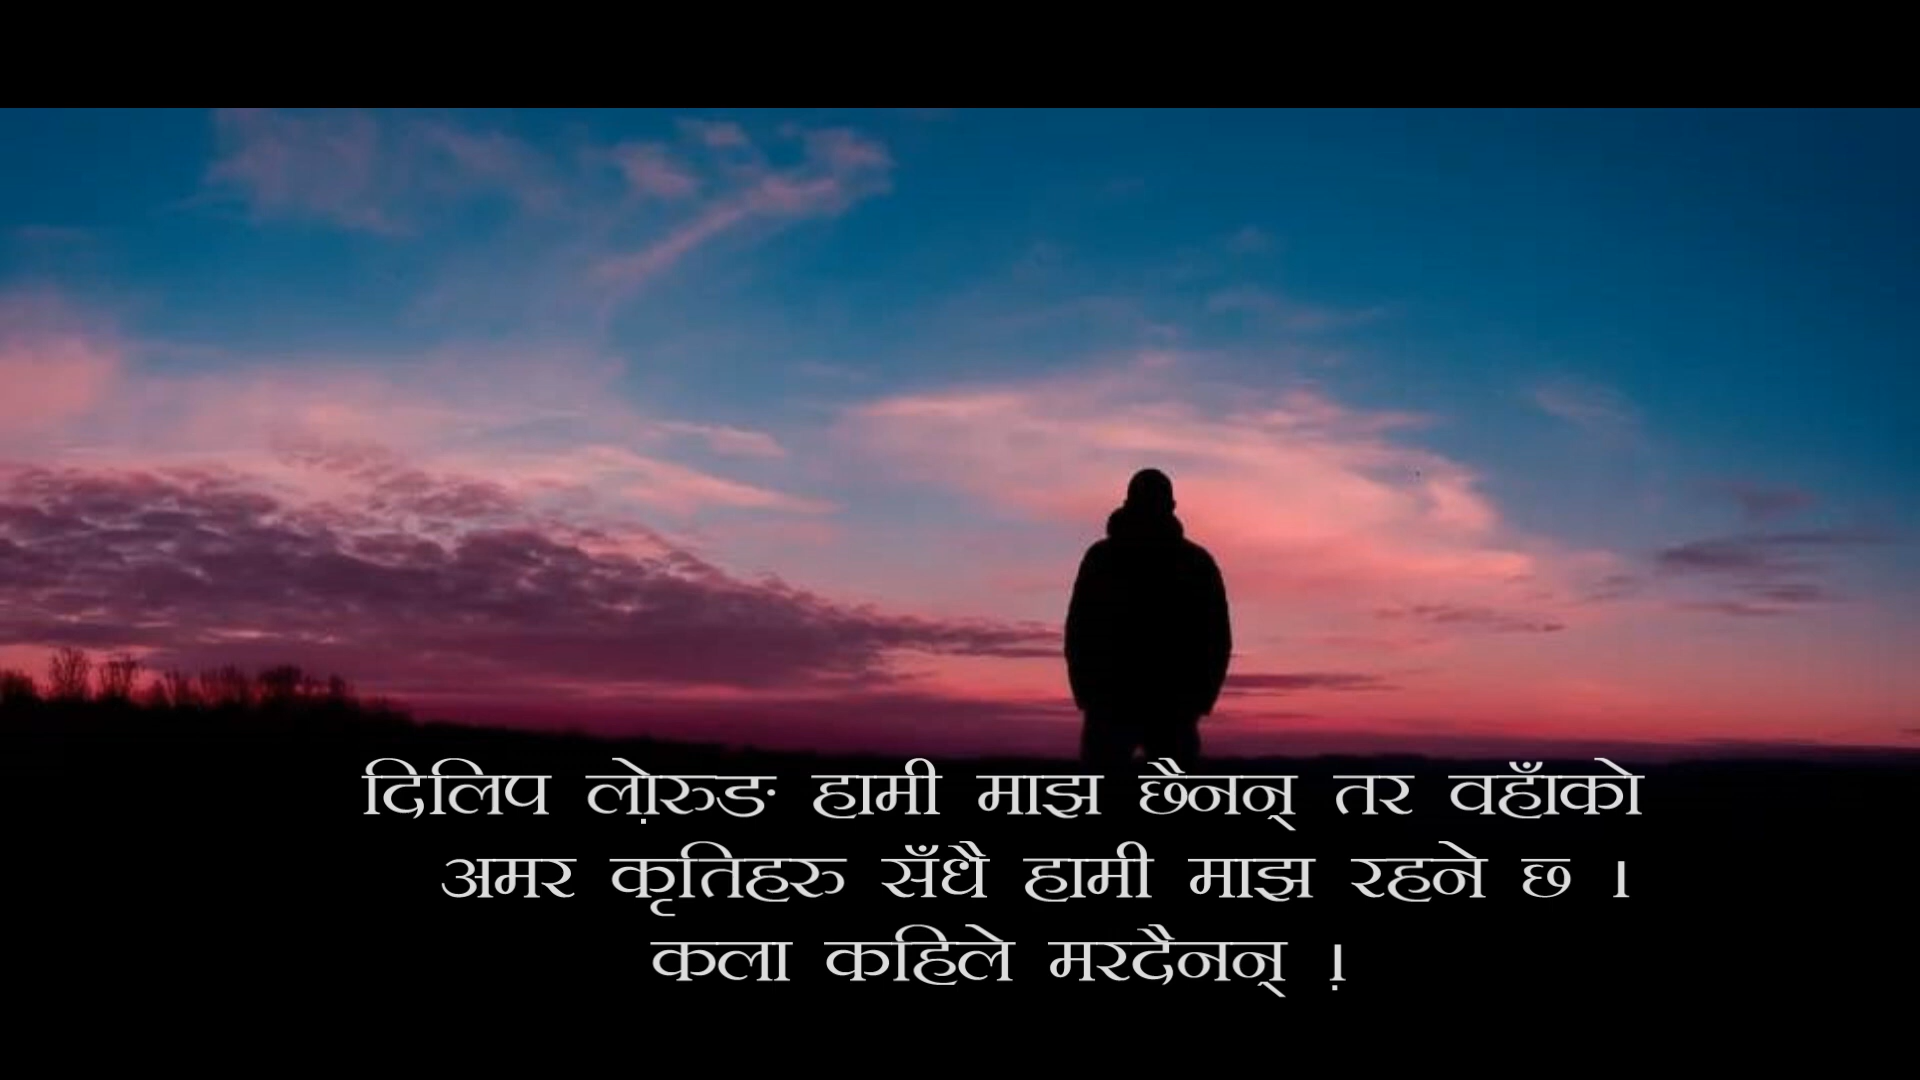 दिलिप लो़रुङ हामी माझ छैनन् तर वहाँको
अमर कृतिहरु सँधै हामी माझ रहने छ ।
कला कहिले मरदैनन् ।़